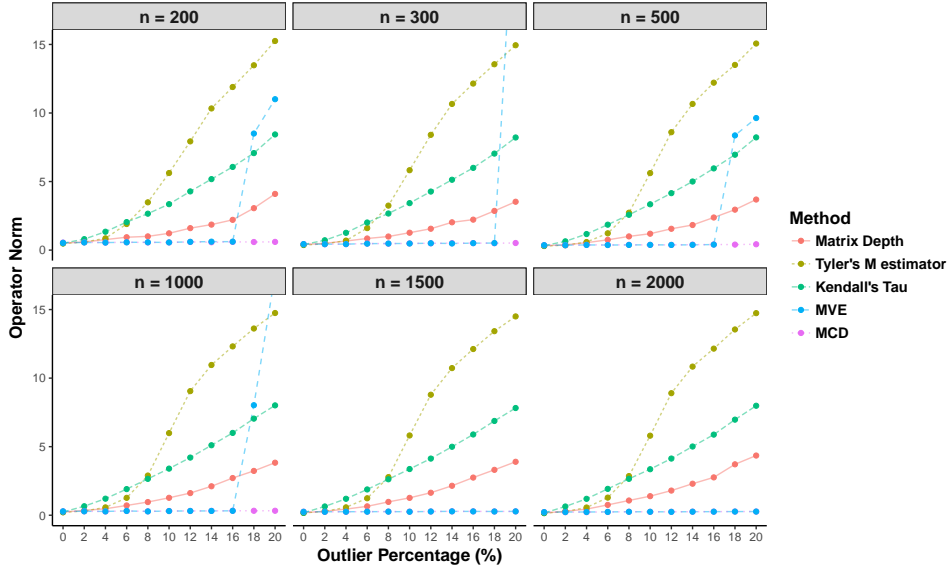 n = 200
n = 300
n = 500
15
10
5
0
n = 1000
n = 1500
n = 2000
15
10
5
0
0 2 4 6 8 10 12 14 16 18 20
0 2 4 6 8 10 12 14 16 18 20
0 2 4 6 8 10 12 14 16 18 20
Operator Norm
Outlier Percentage (%)
Method
Matrix Depth
Tyler's M estimator
Kendall's Tau
MVE
MCD